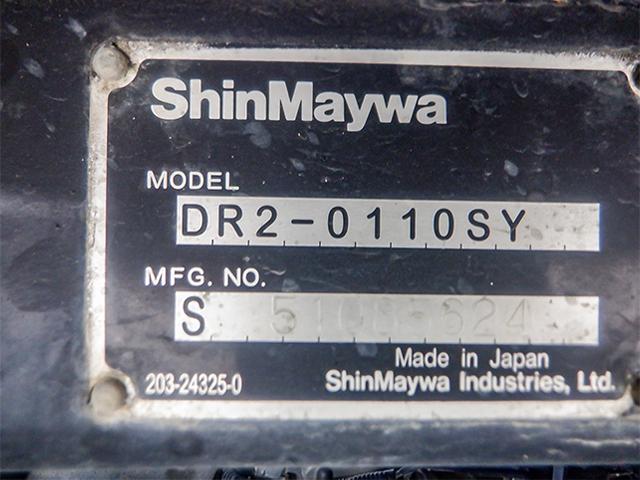 ShinMaywa
MODEL
DR2-0110SY
MFG. NO.
S
Made in Japan
203-24325-0
ShinMaywa Industries, Ltd.